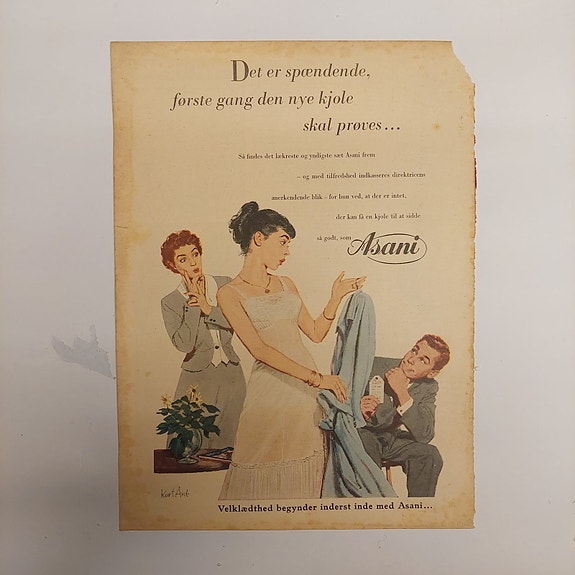 Det er spændende,
første gang den nye kjole
skal prøves...
Så findes det lækreste og yndigste sæt Asani frem
– og med tilfredshed indkasseres direktricens
anerkendende blik – for hun ved, at der er intet,
der kan få en kjole til at sidde
så godt, som Asani
Velklædthed begynder inderst inde med Asani...